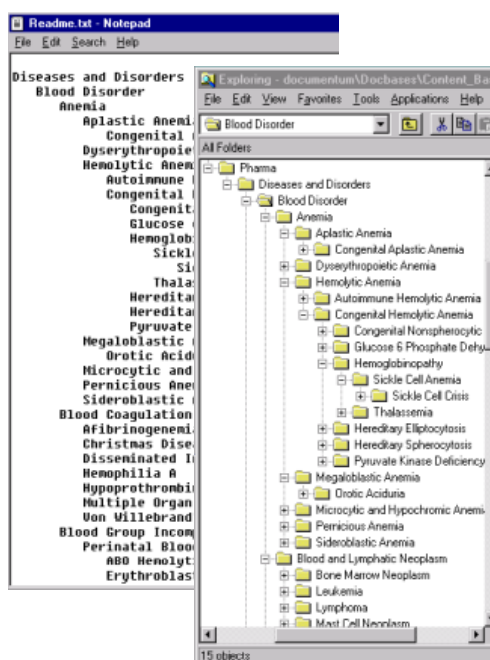 Readme.txt - Notepad
File Edit Search Help
Diseases and Disorders
Blood Disorder
Anemia
Aplastic Anemi
Congenital
Dyserythropoie
Hemolytic Anem
Autoimmune
Congenital
Congenit
Glucose
Hemoglob
Sickl
Si
Thala
Heredita
Heredita
Pyruvate
Megaloblastic
Orotic Acid
Microcytic and
Pernicious Ane
Sideroblastic
Blood Coagulation
Afibrinogenemi
Christmas Dise
Disseminated I
Hemophilia A
Hypoprothrombi
Multiple Organ
Von Willebrand
Blood Group Incom
Perinatal Bloo
ABO Hemolyt
Erythroblas
Exploring - documentum\Docbases\Content_Ba
File Edit View Favorites Tools Applications Help
Blood Disorder
All Folders
Pharma
Diseases and Disorders
Blood Disorder
Anemia
Aplastic Anemia
Congenital Aplastic Anemia
Dyserythropoietic Anemia
Hemolytic Anemia
Autoimmune Hemolytic Anemia
Congenital Hemolytic Anemia
Congenital Nonspherocytic
Glucose 6 Phosphate Dehy
Hemoglobinopathy
Sickle Cell Anemia
Sickle Cell Crisis
Thalassemia
Hereditary Elliptocytosis
Hereditary Spherocytosis
Pyruvate Kinase Deficiency
Megaloblastic Anemia
Orotic Aciduria
Microcytic and Hypochromic Anemi
Pernicious Anemia
Sideroblastic Anemia
Blood and Lymphatic Neoplasm
Bone Marrow Neoplasm
Leukemia
Lymphoma
Mast Cell Neoplasm
15 objects